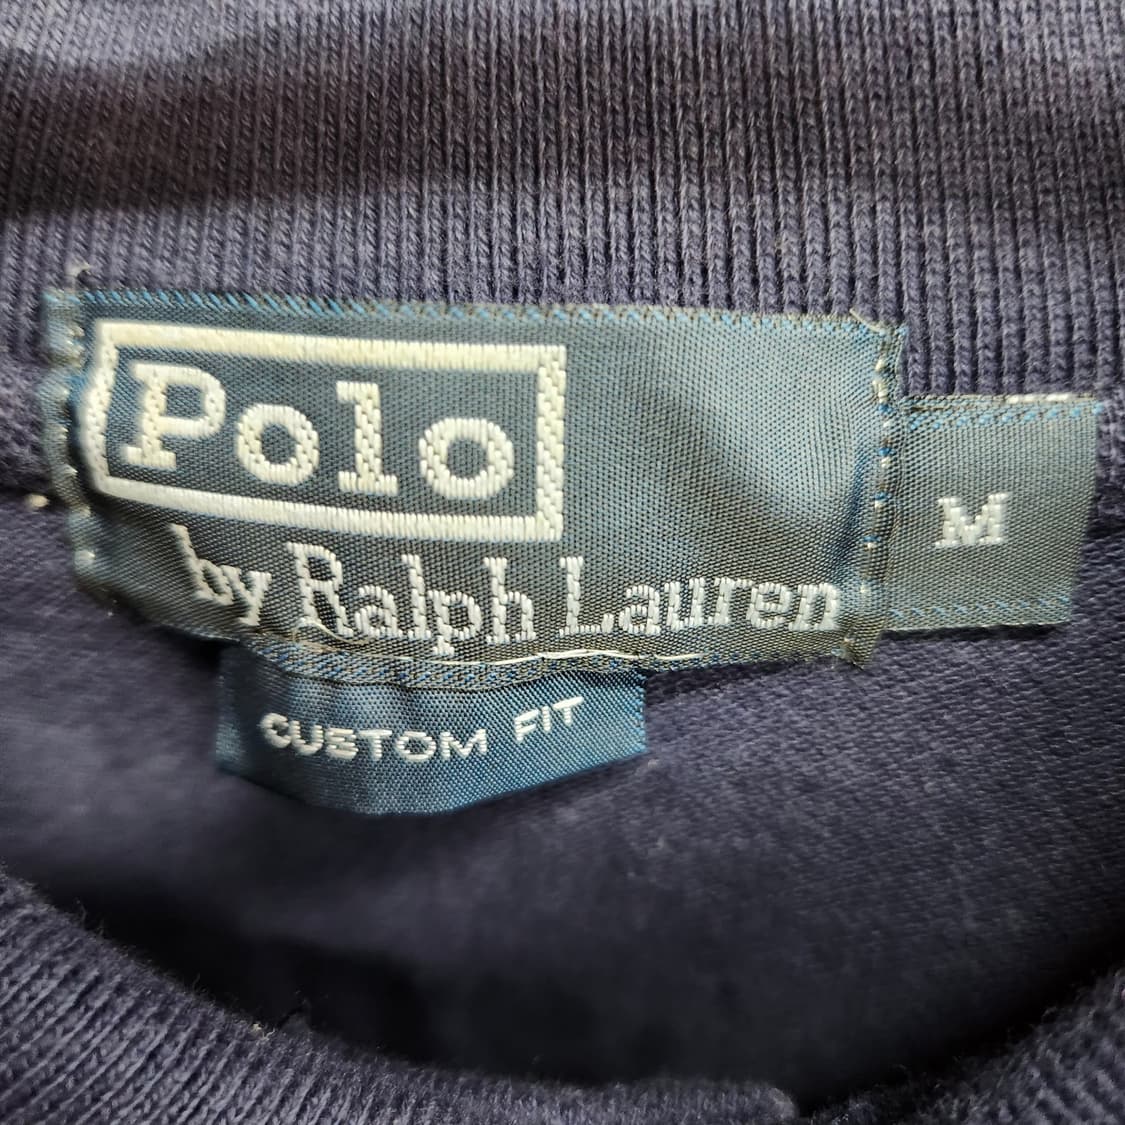 Polo
by Ralph Lauren
M
CUSTOM FIT